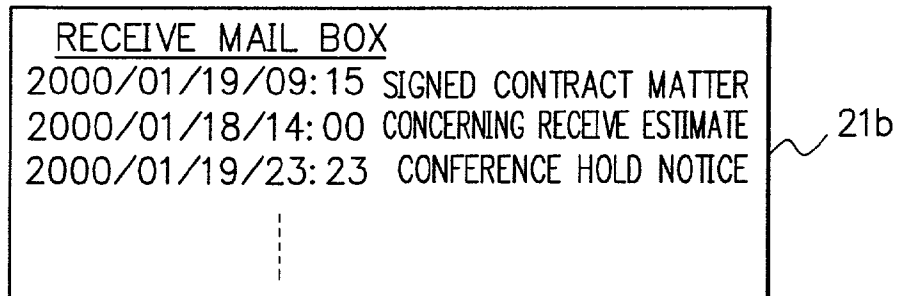 RECEIVE MAIL BOX
2000/01/19/09:15 SIGNED CONTRACT MATTER
2000/01/18/14:00 CONCERNING RECEIVE ESTIMATE
21b
2000/01/19/23:23 CONFERENCE HOLD NOTICE